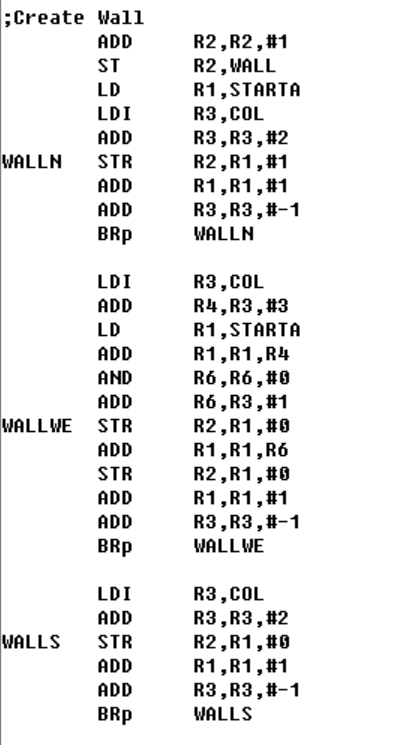 ;Create Wall
ADD R2,R2,#1
ST R2,WALL
LD R1,STARTA
LDI R3,COL
ADD R3,R3,#2
WALLN STR R2,R1,#1
ADD R1,R1,#1
ADD R3,R3,#-1
BRp WALLN
LDI R3,COL
ADD R4,R3,#3
LD R1,STARTA
ADD R1,R1,R4
AND R6,R6,#0
ADD R6,R3,#1
WALLWE STR R2,R1,#0
ADD R1,R1,R6
STR R2,R1,#0
ADD R1,R1,#1
ADD R3,R3,#-1
BRp WALLWE
LDI R3,COL
ADD R3,R3,#2
WALLS STR R2,R1,#0
ADD R1,R1,#1
ADD R3,R3,#-1
BRp WALLS